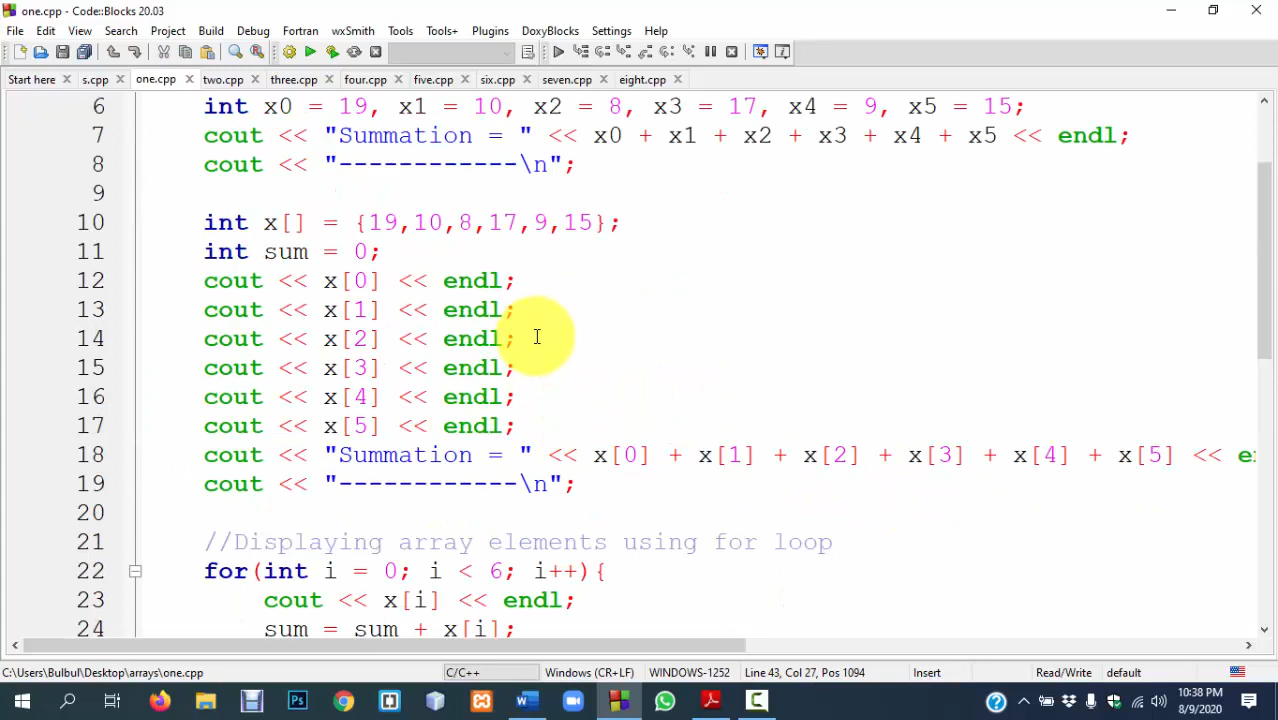 one.cpp - Code::Blocks 20.03
File Edit View Search Project Build Debug Fortran wxSmith Tools Tools+ Plugins DoxyBlocks Settings Help
Start here s.cpp one.cpp two.cpp three.cpp four.cpp five.cpp six.cpp seven.cpp eight.cpp
6 int x0 = 19, x1 = 10, x2 = 8, x3 = 17, x4 = 9, x5 = 15;
7 cout << "Summation = " << x0 + x1 + x2 + x3 + x4 + x5 << endl;
8 cout << "------------\n";
9
10 int x[] = {19,10,8,17,9,15};
11 int sum = 0;
12 cout << x[0] << endl;
13 cout << x[1] << endl;
14 cout << x[2] << endl;
15 cout << x[3] << endl;
16 cout << x[4] << endl;
17 cout << x[5] << endl;
18 cout << "Summation = " << x[0] + x[1] + x[2] + x[3] + x[4] + x[5] << e
19 cout << "------------\n";
20
21 //Displaying array elements using for loop
22 for(int i = 0; i < 6; i++){
23 cout << x[i] << endl;
24 sum = sum + x[i];
C:\Users\Bulbul\Desktop\arrays\one.cpp C/C++ Windows (CR+LF) WINDOWS-1252 Line 43, Col 27, Pos 1094 Insert Read/Write default
10:38 PM
8/9/2020